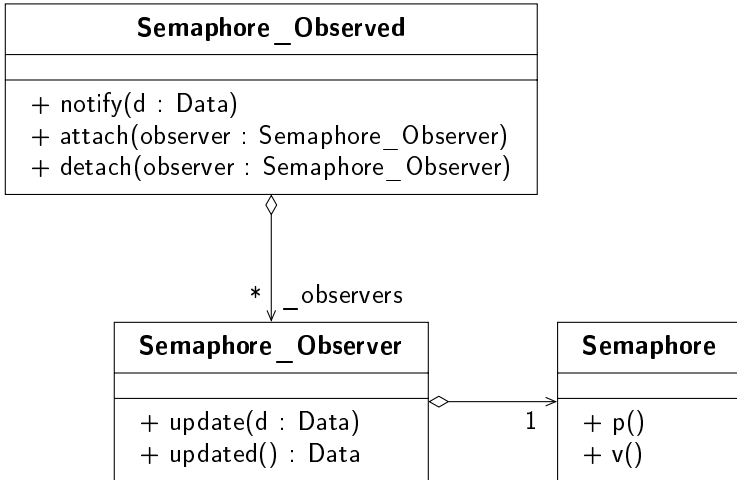 Semaphore_Observed
+ notify(d : Data)
+ attach(observer : Semaphore_Observer)
+ detach(observer : Semaphore_Observer)
* _observers
Semaphore_Observer
+ update(d : Data)
+ updated() : Data
1
Semaphore
+ p()
+ v()